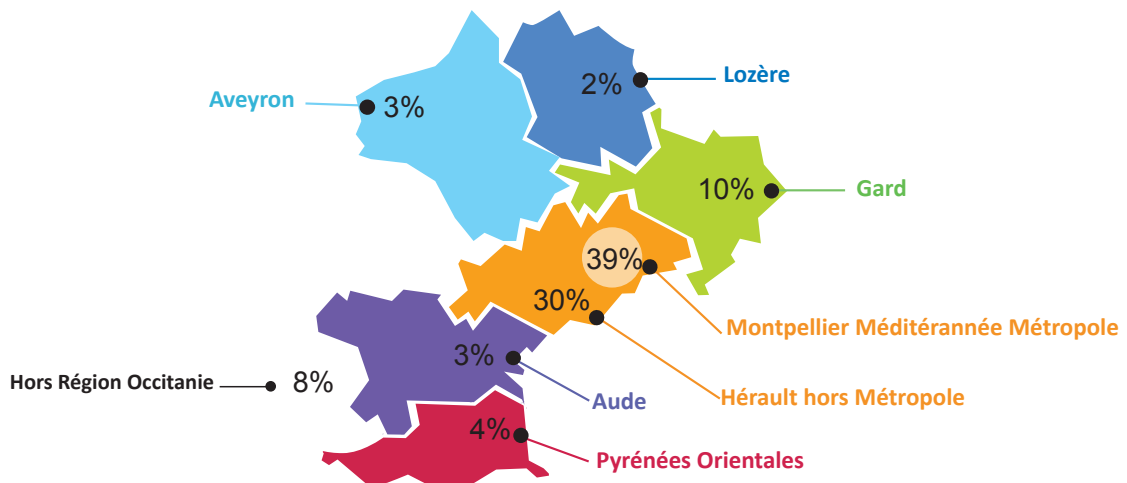 Lozère
2%
Aveyron
3%
10%
Gard
39%
30%
Montpellier Méditérannée Métropole
3%
Hors Région Occitanie
8%
Hérault hors Métropole
Aude
4%
Pyrénées Orientales